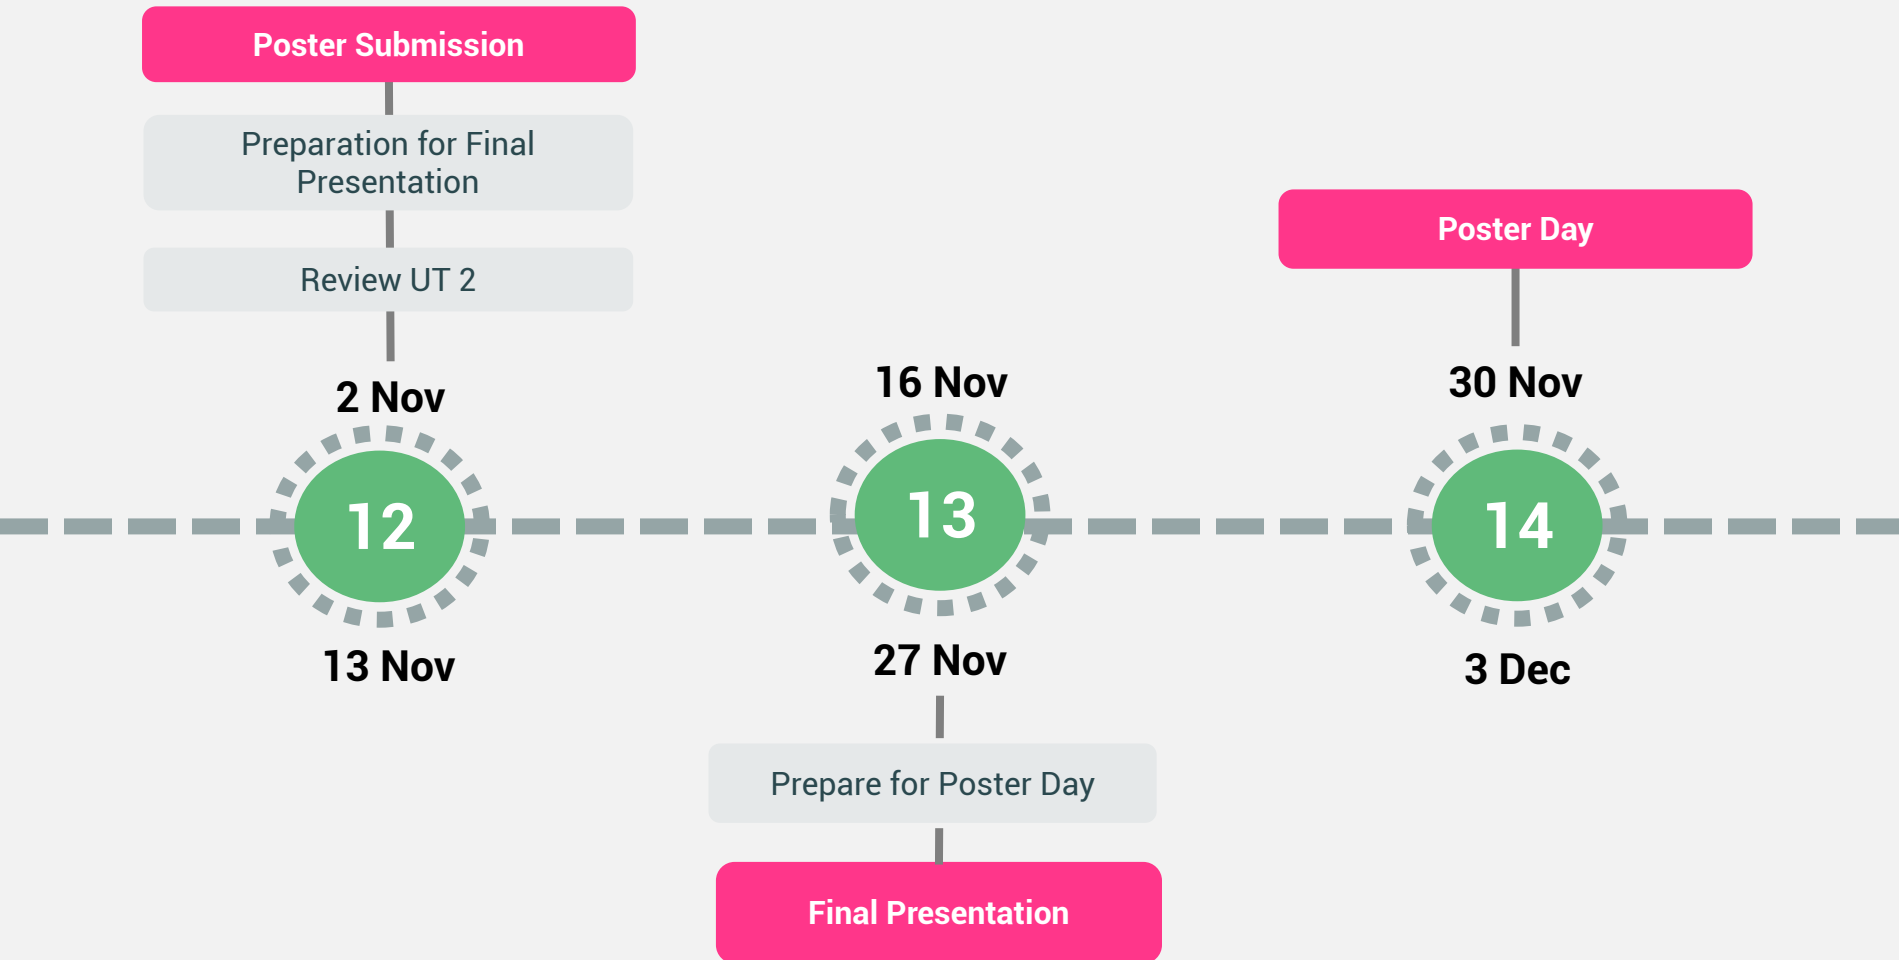 Poster Submission
Preparation for Final
Presentation
Review UT 2
2 Nov
12
13 Nov
16 Nov
13
27 Nov
Prepare for Poster Day
Final Presentation
Poster Day
30 Nov
14
3 Dec